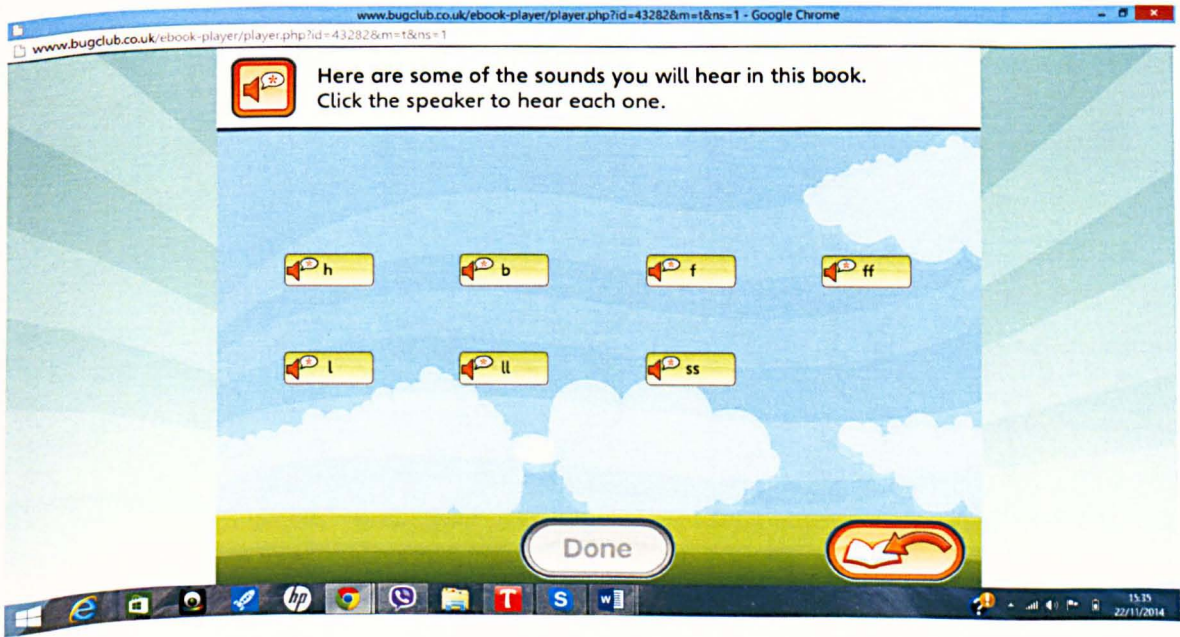 www.bugclub.co.uk/ebook-player/player.php?id=43282&m=t&ns=1 - Google Chrome
www.bugclub.co.uk/ebook-player/player.php?id=43282&m=t&ns=1
Here are some of the sounds you will hear in this book.
Click the speaker to hear each one.
h b f ff
l ll ss
Done
hp T S W
15:35
22/11/2014